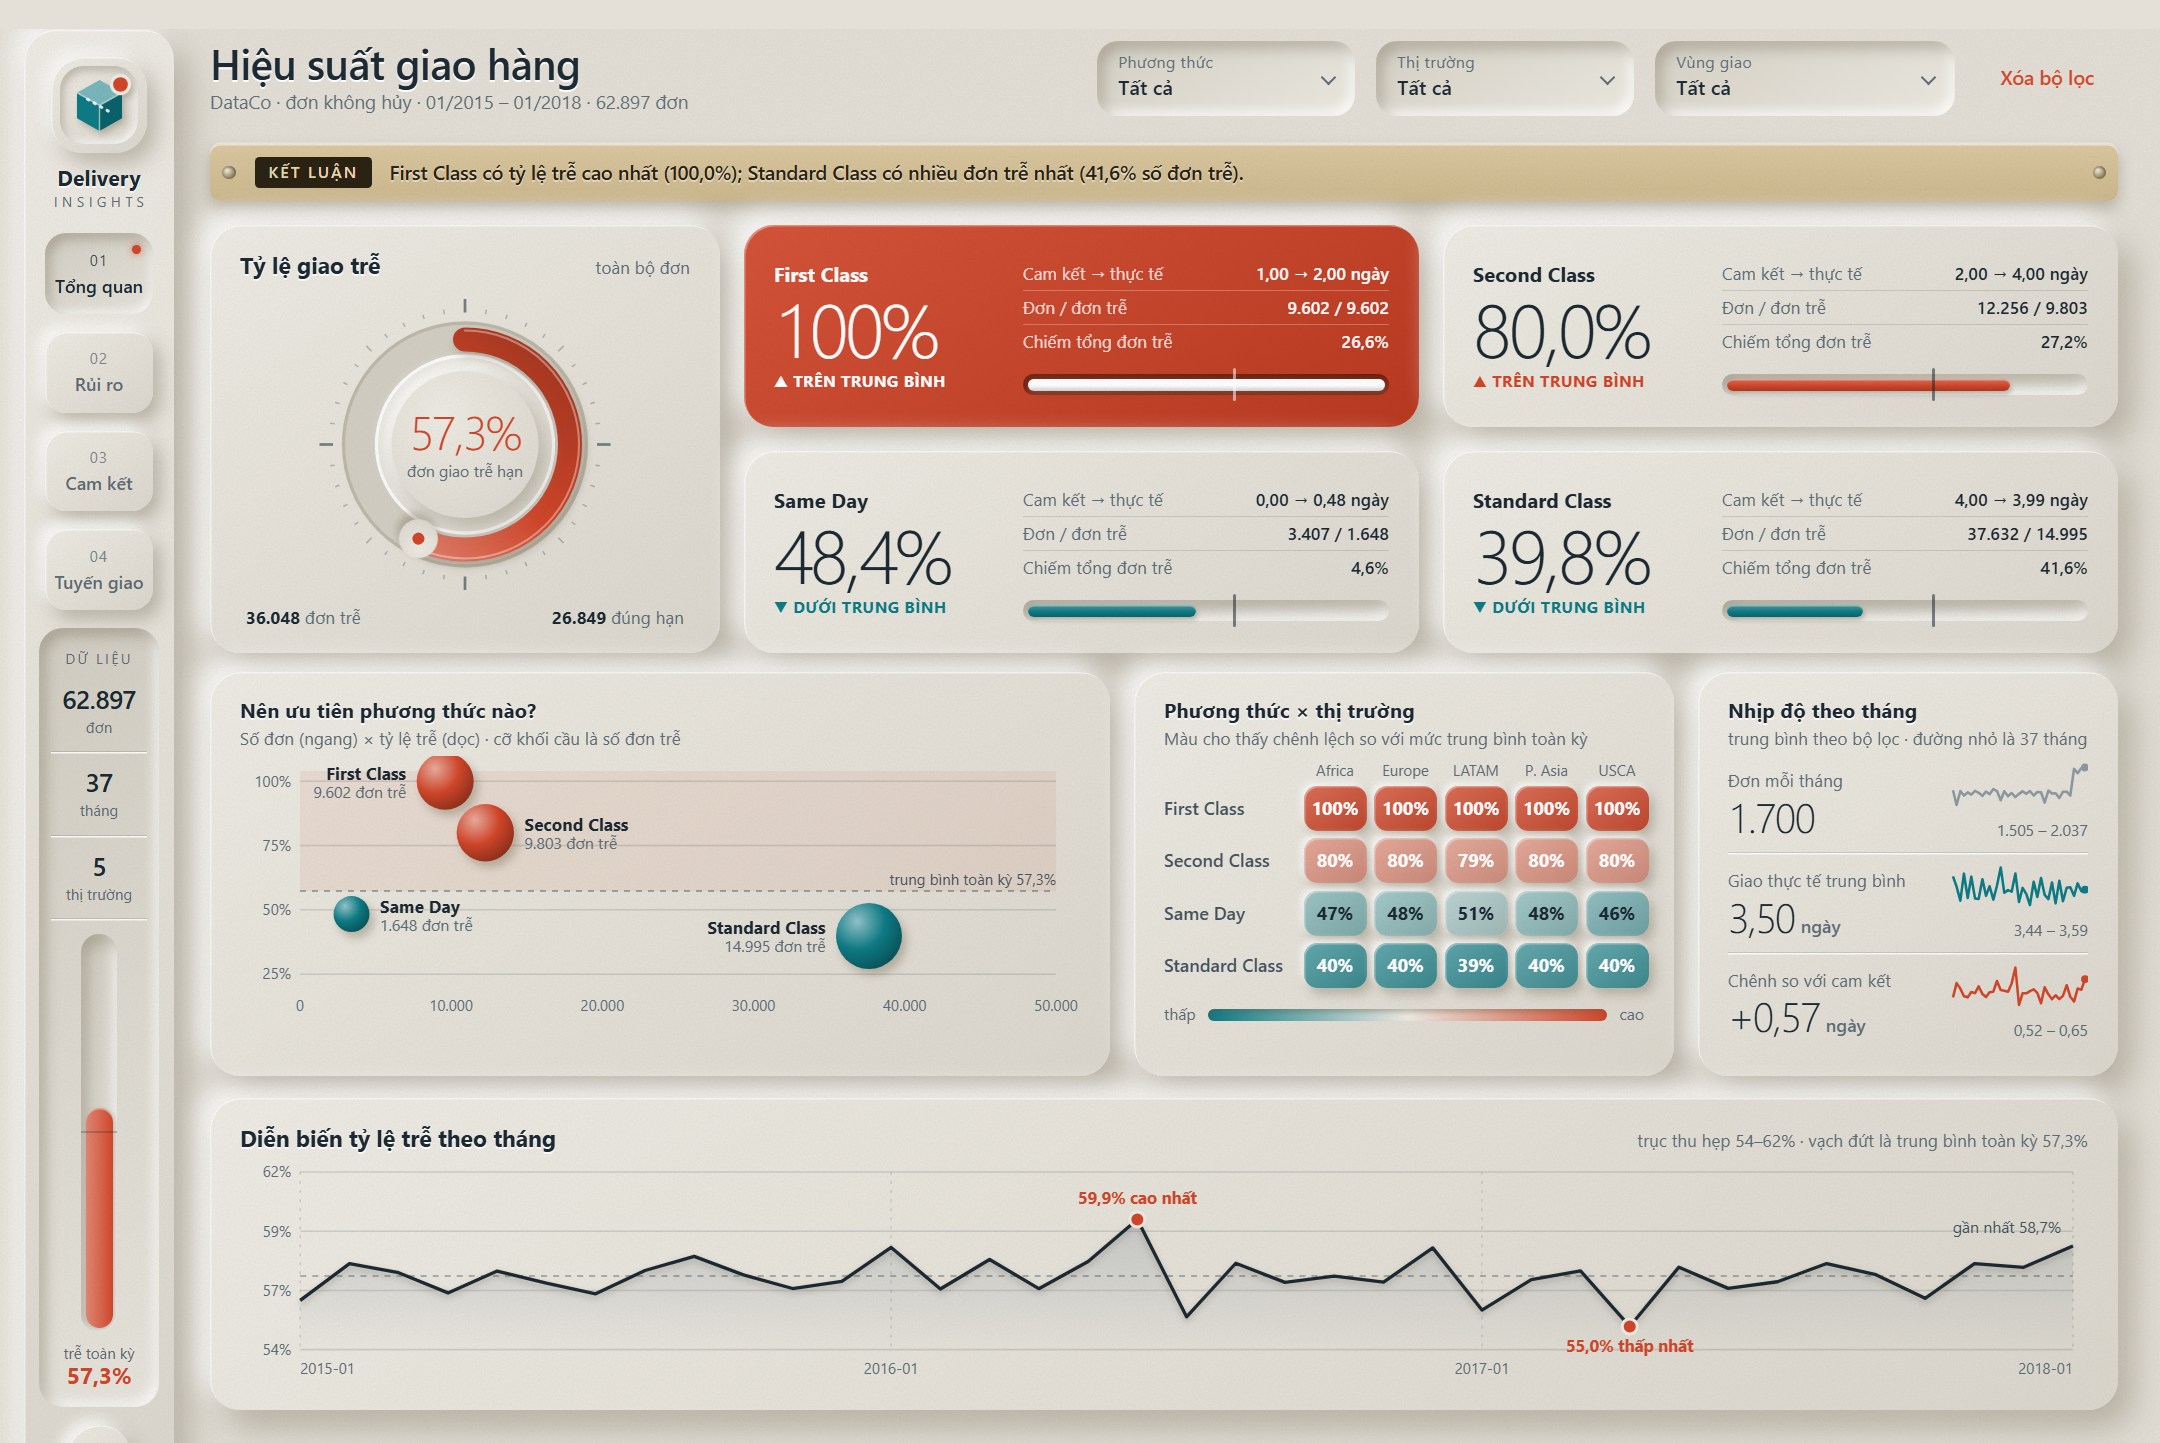 Delivery
INSIGHTS
01
Tổng quan
02
Rủi ro
03
Cam kết
04
Tuyến giao
DỮ LIỆU
62.897
đơn
37
tháng
5
thị trường
trễ toàn kỳ
57,3%
Hiệu suất giao hàng
DataCo · đơn không hủy · 01/2015 – 01/2018 · 62.897 đơn
Phương thức
Tất cả
Thị trường
Tất cả
Vùng giao
Tất cả
Xóa bộ lọc
KẾT LUẬN First Class có tỷ lệ trễ cao nhất (100,0%); Standard Class có nhiều đơn trễ nhất (41,6% số đơn trễ).
Tỷ lệ giao trễ toàn bộ đơn
57,3%
đơn giao trễ hạn
36.048 đơn trễ 26.849 đúng hạn
First Class
100%
▲ TRÊN TRUNG BÌNH
Cam kết → thực tế 1,00 → 2,00 ngày
Đơn / đơn trễ 9.602 / 9.602
Chiếm tổng đơn trễ 26,6%
Second Class
80,0%
▲ TRÊN TRUNG BÌNH
Cam kết → thực tế 2,00 → 4,00 ngày
Đơn / đơn trễ 12.256 / 9.803
Chiếm tổng đơn trễ 27,2%
Same Day
48,4%
▼ DƯỚI TRUNG BÌNH
Cam kết → thực tế 0,00 → 0,48 ngày
Đơn / đơn trễ 3.407 / 1.648
Chiếm tổng đơn trễ 4,6%
Standard Class
39,8%
▼ DƯỚI TRUNG BÌNH
Cam kết → thực tế 4,00 → 3,99 ngày
Đơn / đơn trễ 37.632 / 14.995
Chiếm tổng đơn trễ 41,6%
Nên ưu tiên phương thức nào?
Số đơn (ngang) × tỷ lệ trễ (dọc) · cỡ khối cầu là số đơn trễ
100%
75%
50%
25%
First Class
9.602 đơn trễ
Second Class
9.803 đơn trễ
trung bình toàn kỳ 57,3%
Same Day
1.648 đơn trễ
Standard Class
14.995 đơn trễ
0 10.000 20.000 30.000 40.000 50.000
Phương thức × thị trường
Màu cho thấy chênh lệch so với mức trung bình toàn kỳ
Africa Europe LATAM P. Asia USCA
First Class 100% 100% 100% 100% 100%
Second Class 80% 80% 79% 80% 80%
Same Day 47% 48% 51% 48% 46%
Standard Class 40% 40% 39% 40% 40%
thấp cao
Nhịp độ theo tháng
trung bình theo bộ lọc · đường nhỏ là 37 tháng
Đơn mỗi tháng
1.700
1.505 – 2.037
Giao thực tế trung bình
3,50 ngày
3,44 – 3,59
Chênh so với cam kết
+0,57 ngày
0,52 – 0,65
Diễn biến tỷ lệ trễ theo tháng
trục thu hẹp 54–62% · vạch đứt là trung bình toàn kỳ 57,3%
62%
59%
57%
54%
59,9% cao nhất
gần nhất 58,7%
55,0% thấp nhất
2015-01 2016-01 2017-01 2018-01